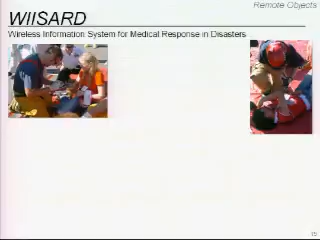 Remote Objects
WIISARD
Wireless Information System for Medical Response in Disasters
15